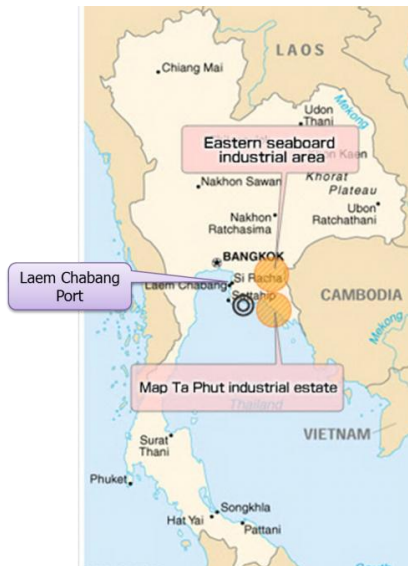 LAOS
Chiang Mai
Mekong
Udon
Thani
Eastern seaboard
industrial area
Kaen
Nakhon Sawan
Khorat
Plateau
Ubon
Ratchathani
Nakhon
Ratchasima
BANGKOK
Laem Chabang
Port
Si Racha
Laem Chabang
Sattahip
CAMBODIA
Mekong
Map Ta Phut industrial estate
Thailand
VIETNAM
Surat
Thani
Phuket
Songkhla
Hat Yai
Pattani